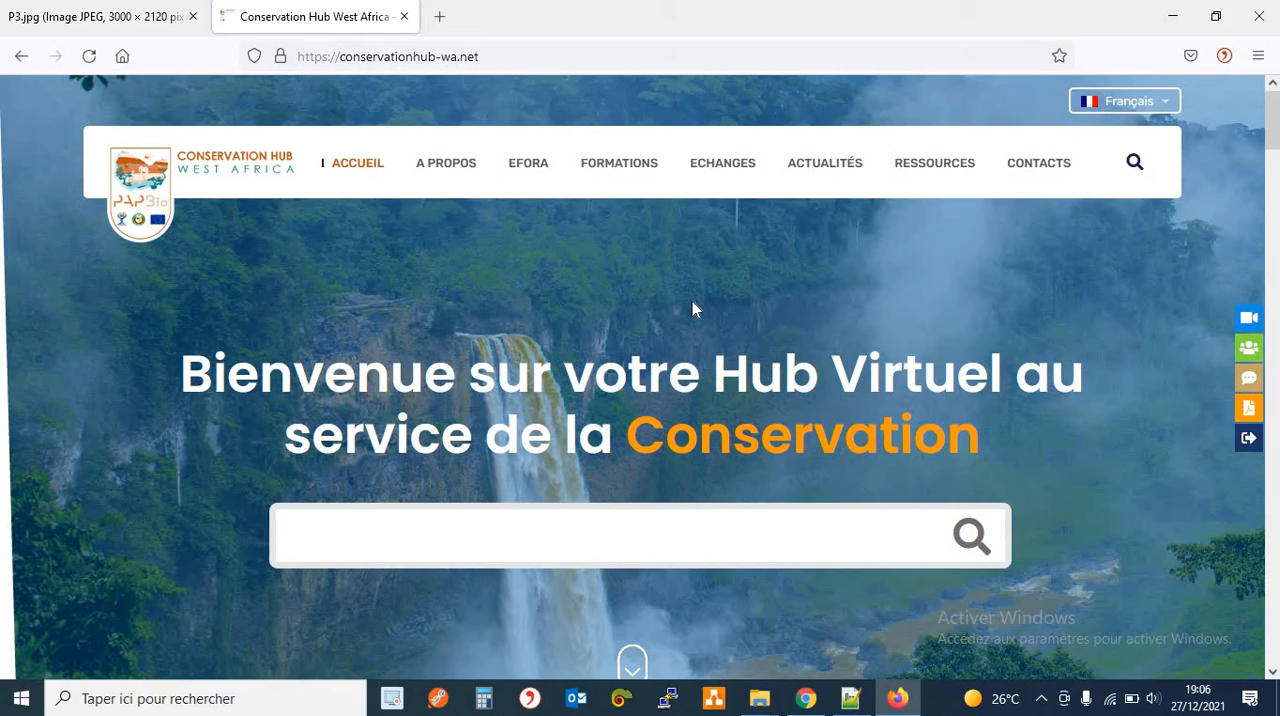 P3.jpg (Image JPEG, 3000 × 2120 pix
Conservation Hub West Africa -
https://conservationhub-wa.net
Français
CONSERVATION HUB
WEST AFRICA
PAPBio
ACCUEIL
A PROPOS
EFORA
FORMATIONS
ECHANGES
ACTUALITÉS
RESSOURCES
CONTACTS
Bienvenue sur votre Hub Virtuel au
service de la Conservation
Activer Windows
Accédez aux paramètres pour activer Windows.
Taper ici pour rechercher
26°C
19:06
27/12/2021